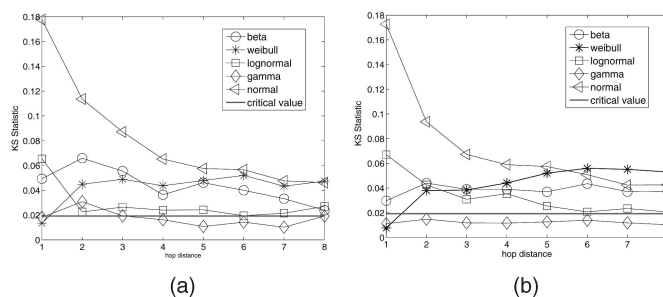 0.18
0.16
0.14
0.12
0.1
0.08
0.06
0.04
0.02
0
KS Statistic
1 2 3 4 5 6 7 8
hop distance
beta
weibull
lognormal
gamma
normal
critical value
(a)
0.18
0.16
0.14
0.12
0.1
0.08
0.06
0.04
0.02
0
KS Statistic
1 2 3 4 5 6 7
hop distance
beta
weibull
lognormal
gamma
normal
critical value
(b)